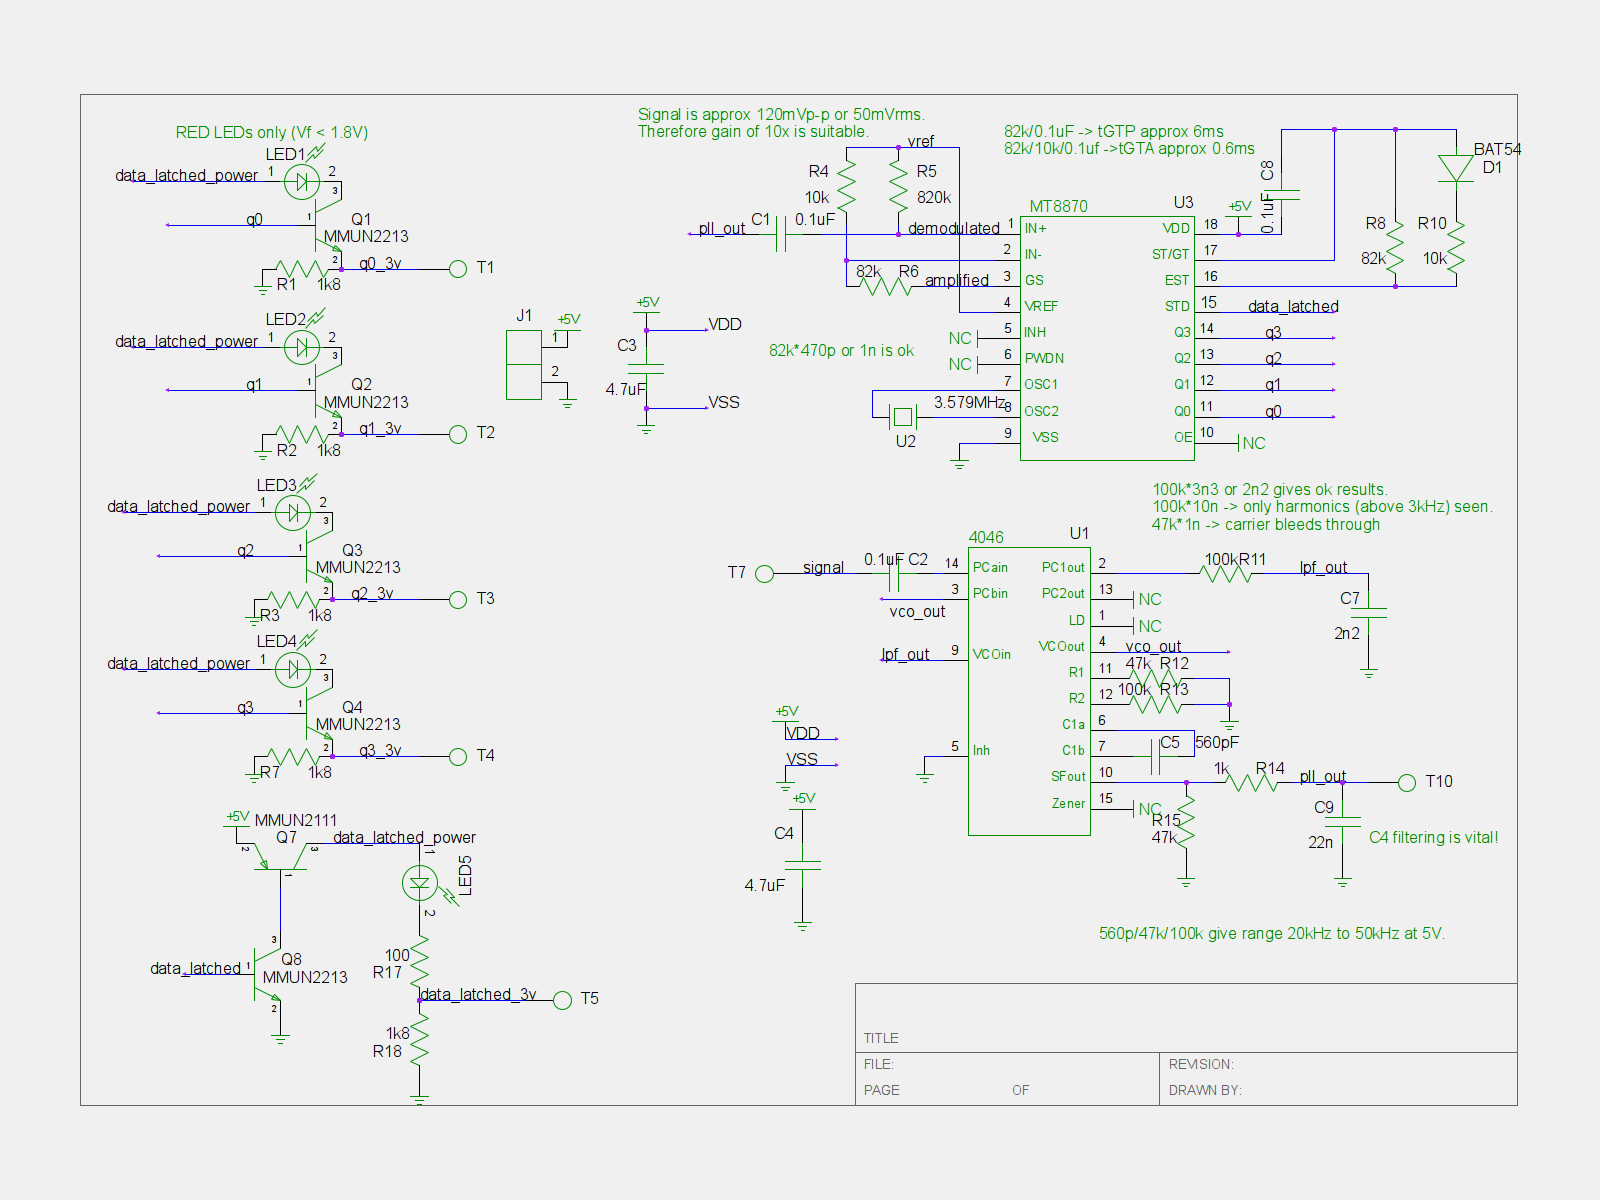 RED LEDs only (Vf < 1.8V)
LED1
data_latched_power 1 2
3
q0 1
Q1
MMUN2213
2 q0_3v T1
R1 1k8
LED2
data_latched_power 1 2
3
q1 1
Q2
MMUN2213
2 q1_3v T2
R2 1k8
LED3
data_latched_power 1 2
3
q2 1
Q3
MMUN2213
2 q2_3v T3
R3 1k8
LED4
data_latched_power 1 2
3
q3 1
Q4
MMUN2213
2 q3_3v T4
R7 1k8
+5V MMUN2111
Q7 data_latched_power
2 3
1
1
LED5
2
3
Q8
data_latched 1
MMUN2213
2
100
R17
data_latched_3v T5
1k8
R18
J1
+5V
1
2
+5V
VDD
C3
4.7uF
VSS
Signal is approx 120mVp-p or 50mVrms.
Therefore gain of 10x is suitable.
vref
R4 R5
10k 820k
pll_out C1 0.1uF demodulated
82k R6 amplified
82k*470p or 1n is ok
3.579MHz
U2
82k/0.1uF -> tGTP approx 6ms
82k/10k/0.1uf ->tGTA approx 0.6ms
MT8870 U3
1 IN+ VDD 18
2 IN- ST/GT 17
3 GS EST 16
4 VREF STD 15 data_latched
NC 5 INH Q3 14 q3
NC 6 PWDN Q2 13 q2
7 OSC1 Q1 12 q1
8 OSC2 Q0 11 q0
9 VSS OE 10 NC
+5V
C8
0.1uF
BAT54
D1
R8 R10
82k 10k
100k*3n3 or 2n2 gives ok results.
100k*10n -> only harmonics (above 3kHz) seen.
47k*1n -> carrier bleeds through
4046 U1
T7 signal 0.1uF C2 14 PCain PC1out 2 100k R11 lpf_out
vco_out 3 PCbin PC2out 13 NC
LD 1 NC
lpf_out 9 VCOin VCOout 4 vco_out
R1 11 47k R12
R2 12 100k R13
C1a 6
5 Inh C1b 7 C5 560pF
SFout 10 1k R14 pll_out T10
Zener 15 NC
C7
2n2
R15
47k
C9
22n
C4 filtering is vital!
+5V
VDD
VSS
+5V
C4
4.7uF
560p/47k/100k give range 20kHz to 50kHz at 5V.
TITLE
FILE: REVISION:
PAGE OF DRAWN BY: